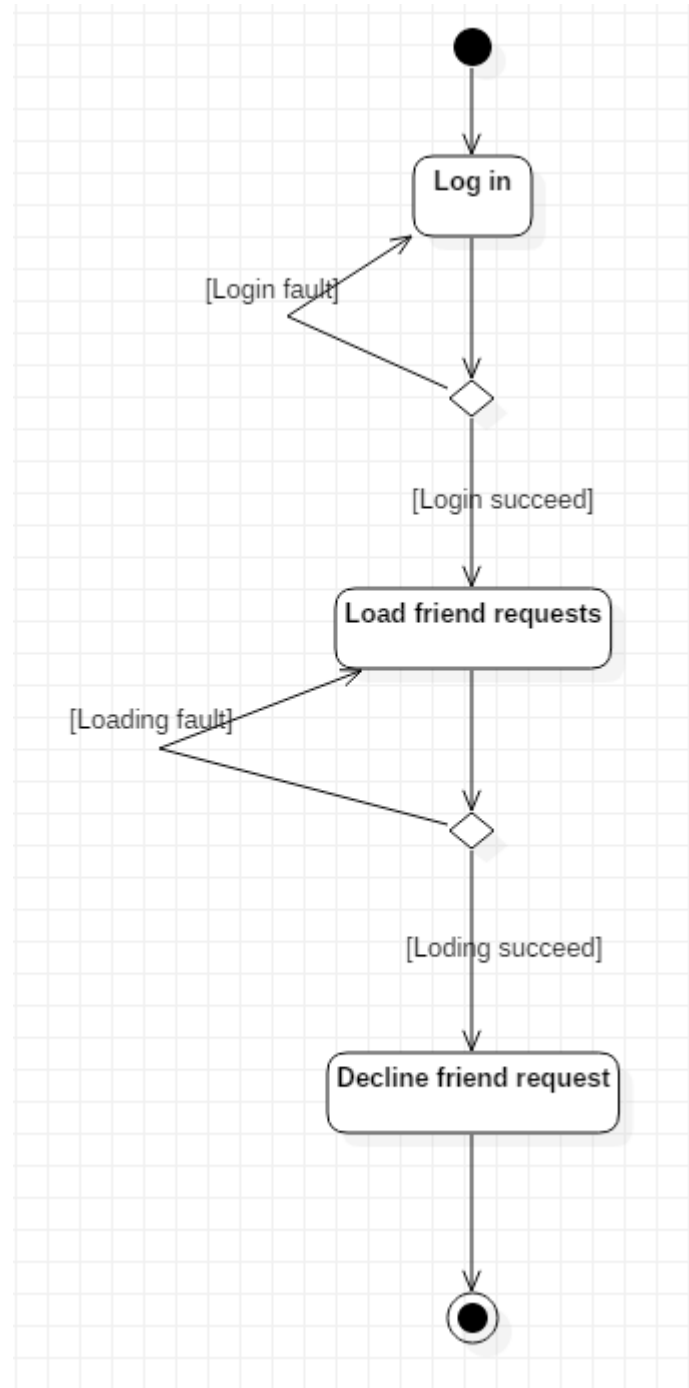 Log in
[Login fault]
[Login succeed]
Load friend requests
[Loading fault]
[Loding succeed]
Decline friend request